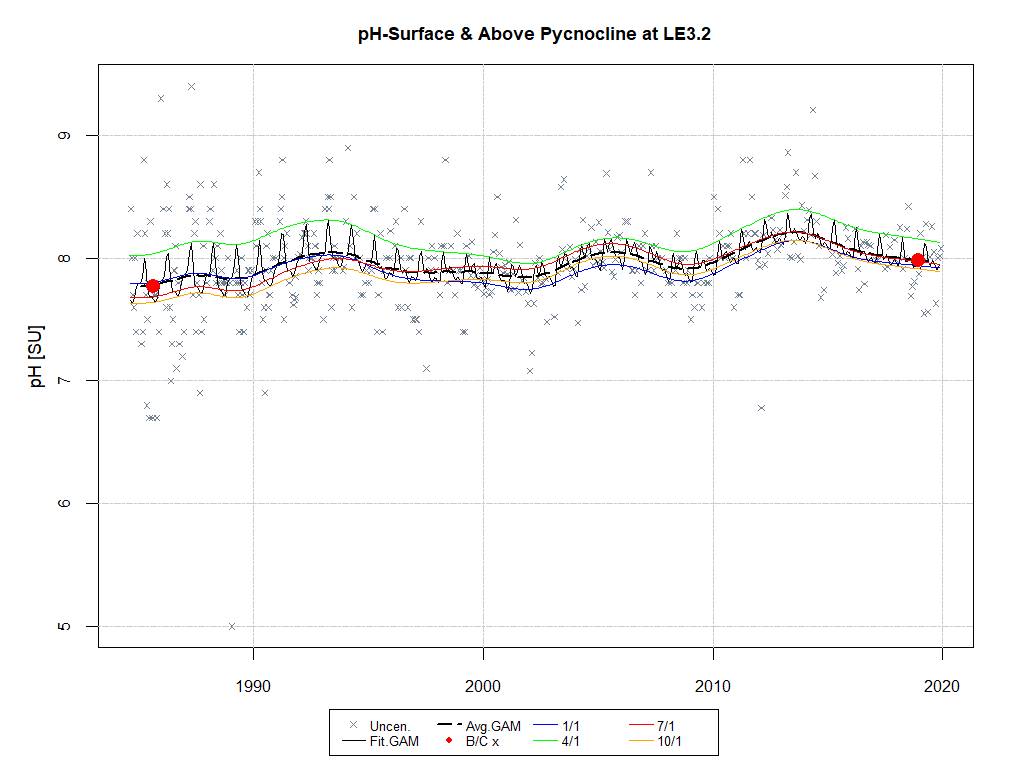 pH-Surface & Above Pycnocline at LE3.2
pH [SU]
9
8
7
6
5
1990 2000 2010 2020
Uncen. Avg.GAM 1/1 7/1
Fit.GAM B/C x 4/1 10/1